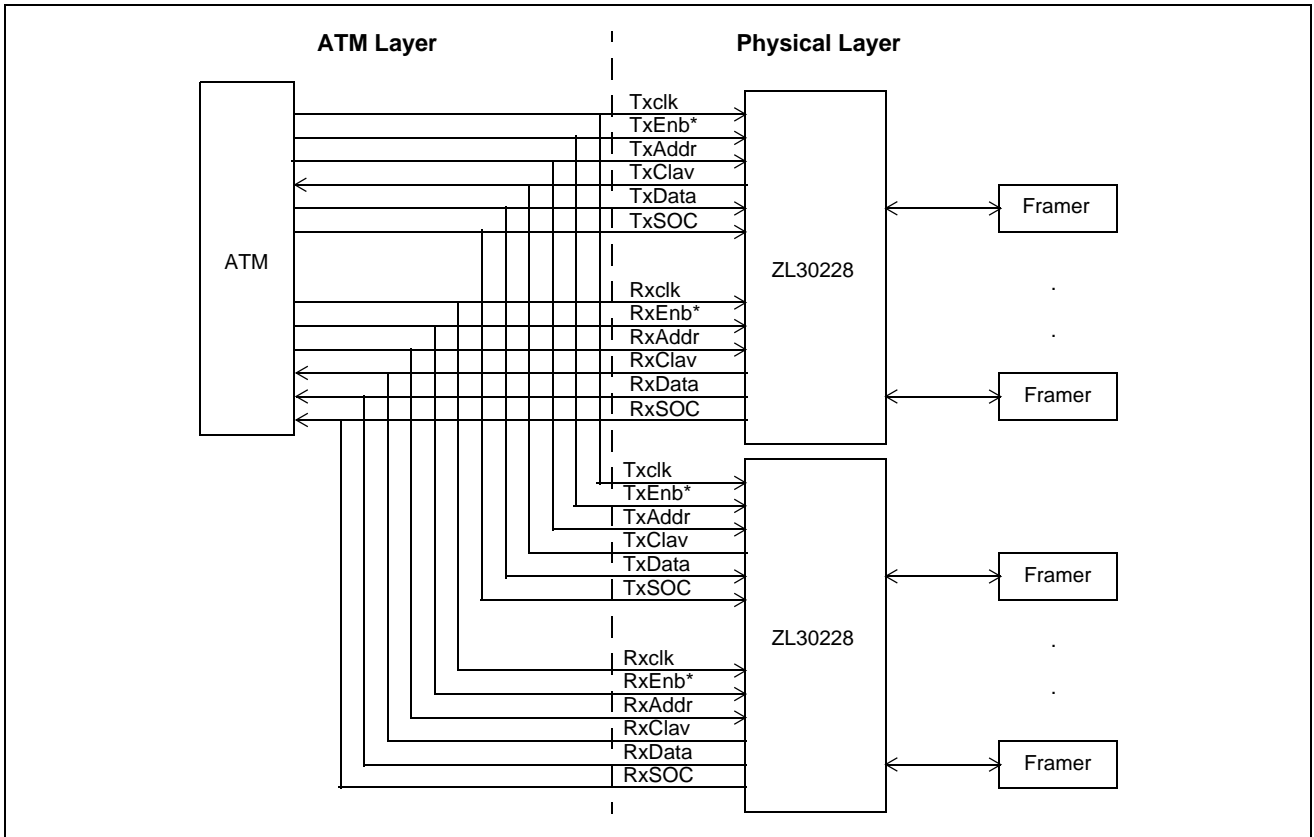 ATM Layer
Physical Layer
Txclk
TxEnb*
TxAddr
TxClav
TxData
TxSOC
Framer
ATM
ZL30228
.
Rxclk
RxEnb*
.
RxAddr
RxClav
RxData
Framer
RxSOC
Txclk
TxEnb*
TxAddr
TxClav
TxData
Framer
TxSOC
ZL30228
.
Rxclk
RxEnb*
.
RxAddr
RxClav
RxData
Framer
RxSOC